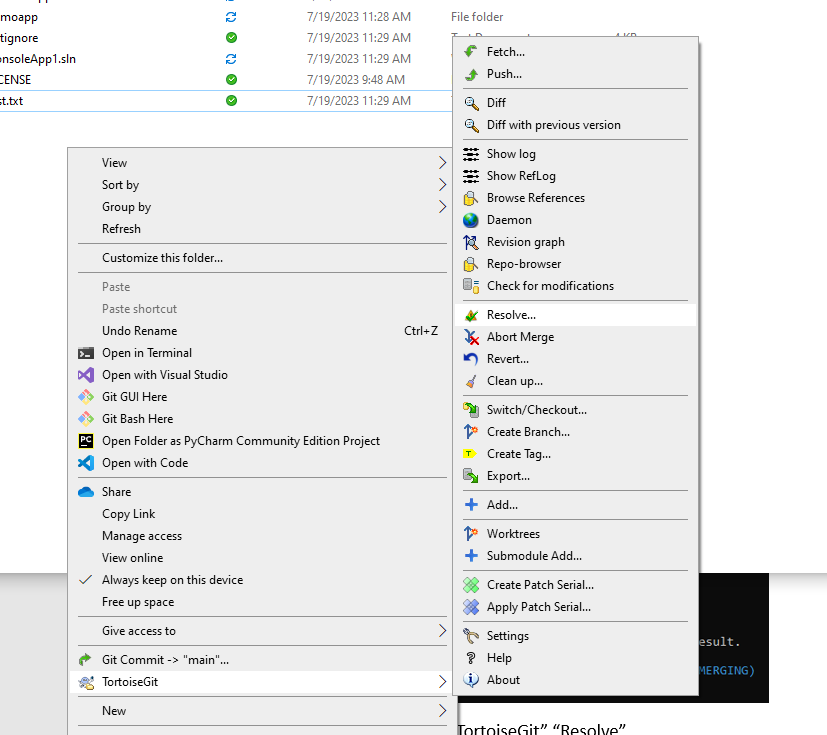 moapp 7/19/2023 11:28 AM File folder
tignore 7/19/2023 11:29 AM
onsoleApp1.sln 7/19/2023 11:29 AM
CENSE 7/19/2023 9:48 AM
st.txt 7/19/2023 11:29 AM
View
Sort by
Group by
Refresh
Customize this folder...
Paste
Paste shortcut
Undo Rename Ctrl+Z
Open in Terminal
Open with Visual Studio
Git GUI Here
Git Bash Here
PC Open Folder as PyCharm Community Edition Project
Open with Code
Share
Copy Link
Manage access
View online
Always keep on this device
Free up space
Give access to
Git Commit -> "main"...
TortoiseGit
New
Fetch...
Push...
Diff
Diff with previous version
Show log
Show RefLog
Browse References
Daemon
Revision graph
Repo-browser
Check for modifications
Resolve...
Abort Merge
Revert...
Clean up...
Switch/Checkout...
Create Branch...
T Create Tag...
Export...
Add...
Worktrees
Submodule Add...
Create Patch Serial...
Apply Patch Serial...
Settings
Help
About
esult.
MERGING)
TortoiseGit” “Resolve”